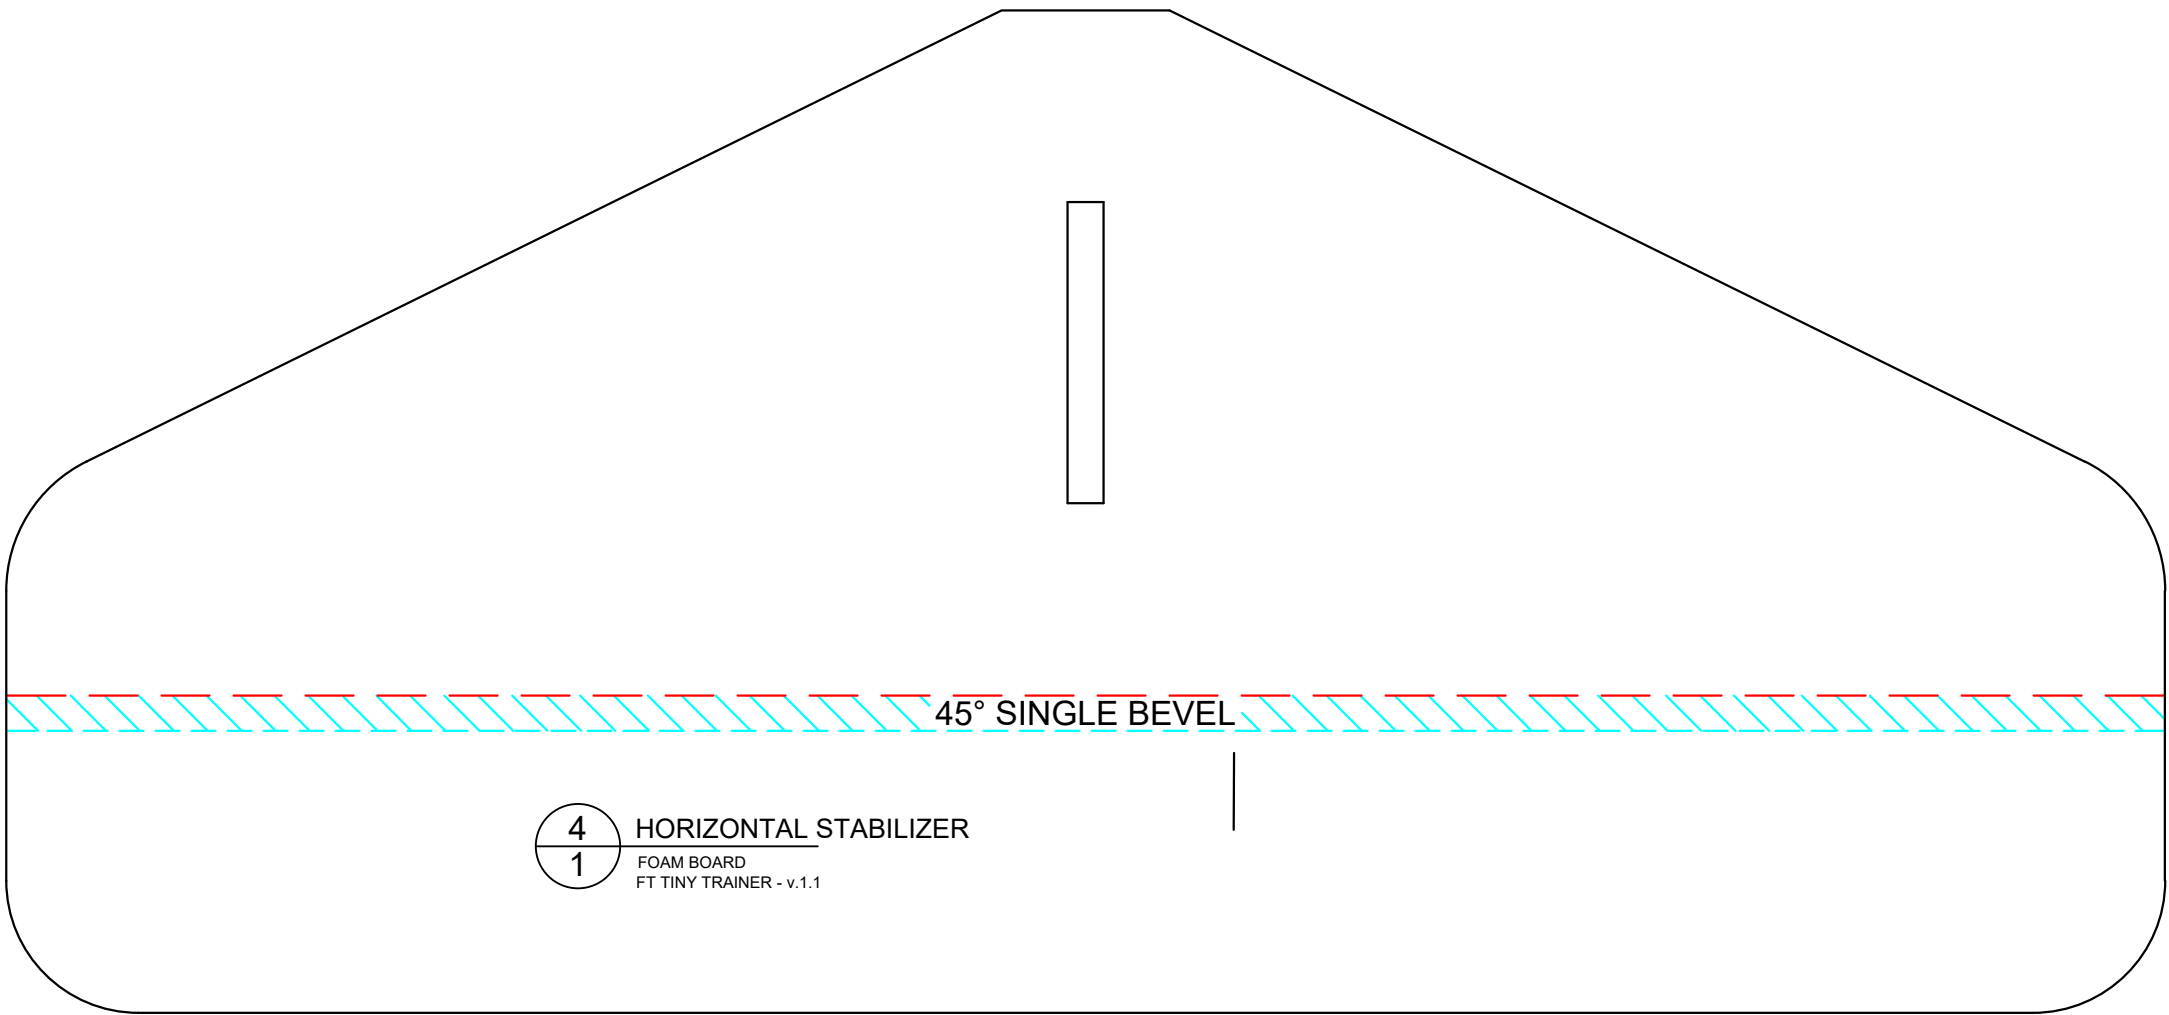 45° SINGLE BEVEL
4
1
HORIZONTAL STABILIZER
FOAM BOARD
FT TINY TRAINER - v.1.1